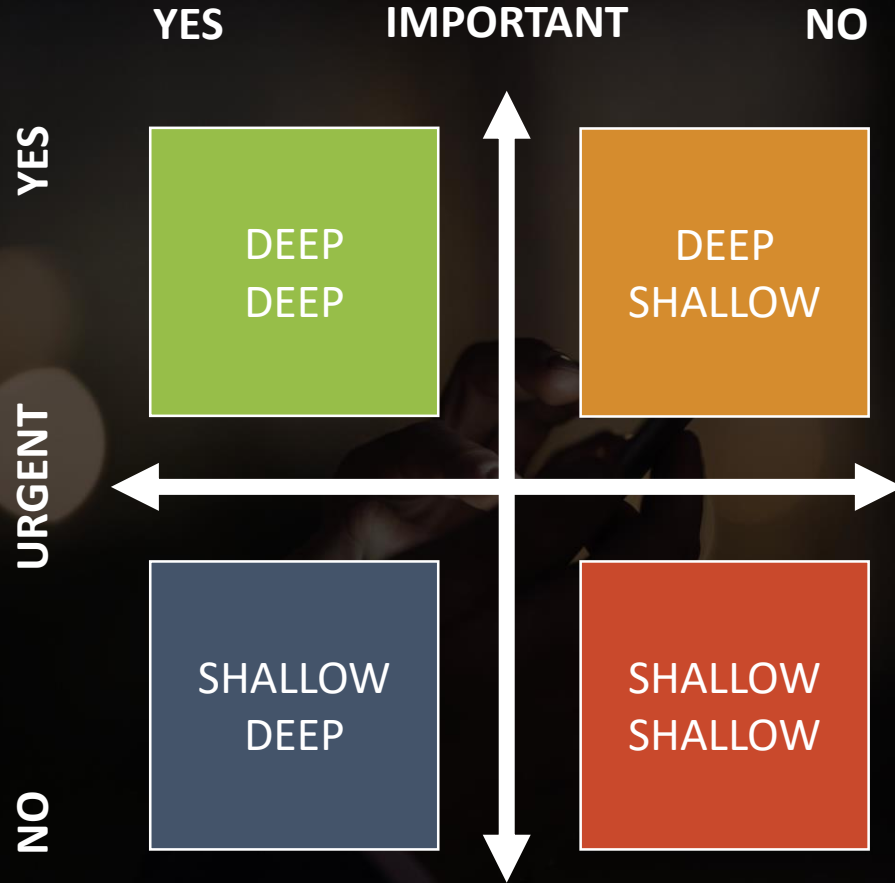 YES IMPORTANT NO
YES
DEEP
DEEP
DEEP
SHALLOW
URGENT
SHALLOW
DEEP
SHALLOW
SHALLOW
NO